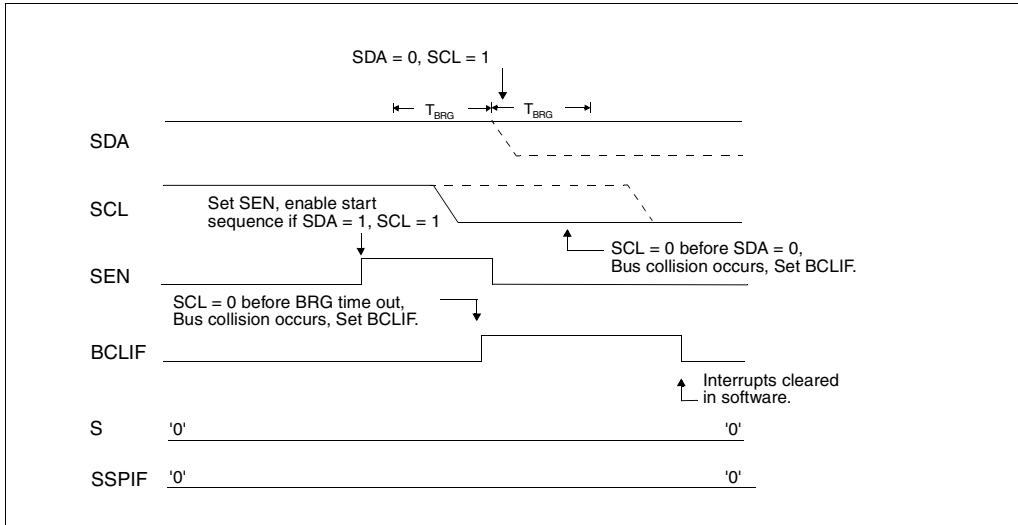 SDA = 0, SCL = 1
TBRG TBRG
SDA
SCL
Set SEN, enable start
sequence if SDA = 1, SCL = 1
SCL = 0 before SDA = 0,
Bus collision occurs, Set BCLIF.
SEN
SCL = 0 before BRG time out,
Bus collision occurs, Set BCLIF.
BCLIF
Interrupts cleared
in software.
S '0' '0'
SSPIF '0' '0'